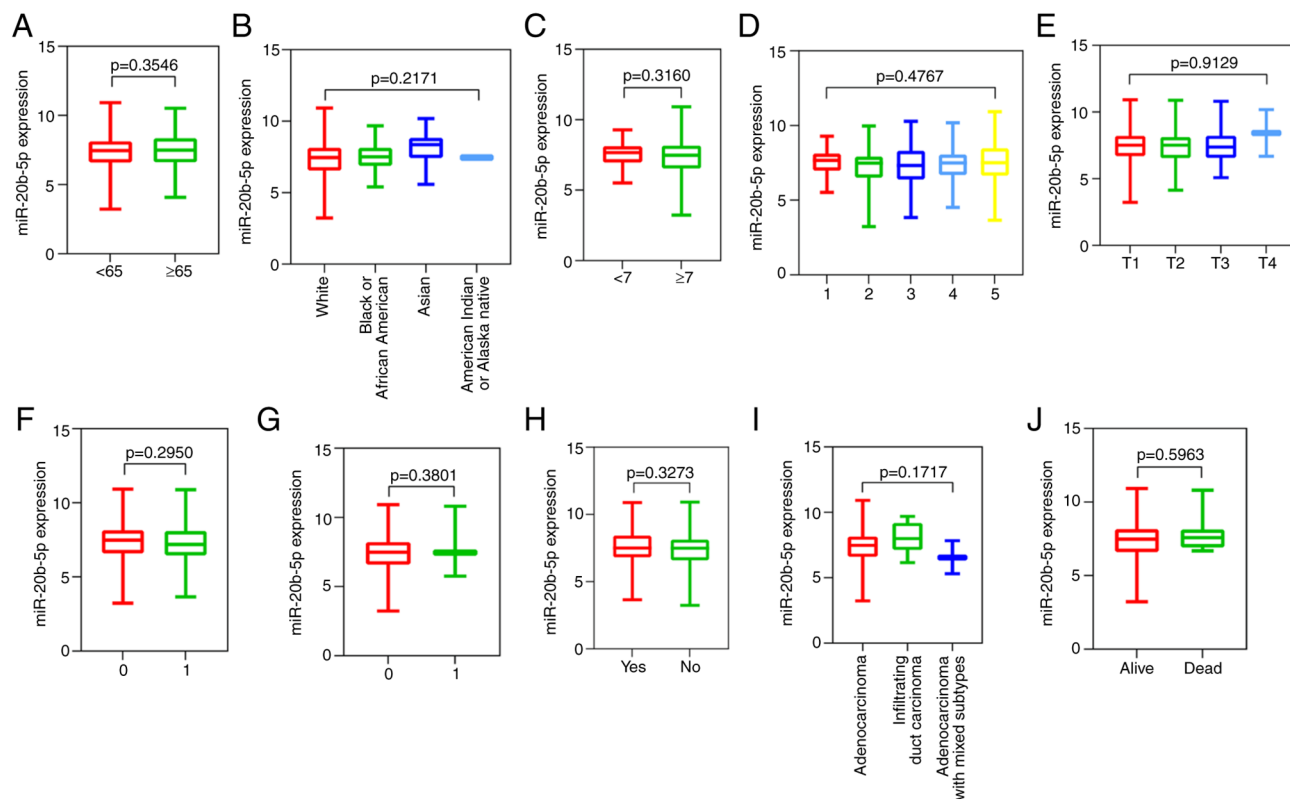 A
miR-20b-5p expression
15
10
5
0
p=0.3546
<65
≥65
B
miR-20b-5p expression
15
10
5
0
p=0.2171
White
Black or
African American
Asian
American Indian
or Alaska native
C
miR-20b-5p expression
15
10
5
0
p=0.3160
<7
≥7
D
miR-20b-5p expression
15
10
5
0
p=0.4767
1
2
3
4
5
E
miR-20b-5p expression
15
10
5
0
p=0.9129
T1
T2
T3
T4
F
miR-20b-5p expression
15
10
5
0
p=0.2950
0
1
G
miR-20b-5p expression
15
10
5
0
p=0.3801
0
1
H
miR-20b-5p expression
15
10
5
0
p=0.3273
Yes
No
I
miR-20b-5p expression
15
10
5
0
p=0.1717
Adenocarcinoma
Infiltrating
duct carcinoma
Adenocarcinoma
with mixed subtypes
J
miR-20b-5p expression
15
10
5
0
p=0.5963
Alive
Dead